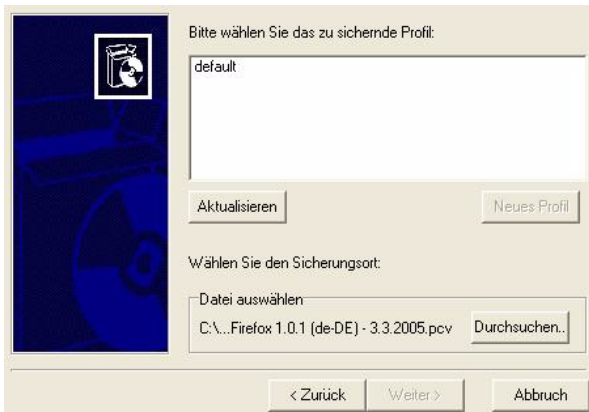 Bitte wählen Sie das zu sichernde Profil:
default
Aktualisieren
Neues Profil
Wählen Sie den Sicherungsort:
Datei auswählen
C:\...Firefox 1.0.1 (de-DE) - 3.3.2005.pcv
Durchsuchen..
< Zurück
Weiter >
Abbruch